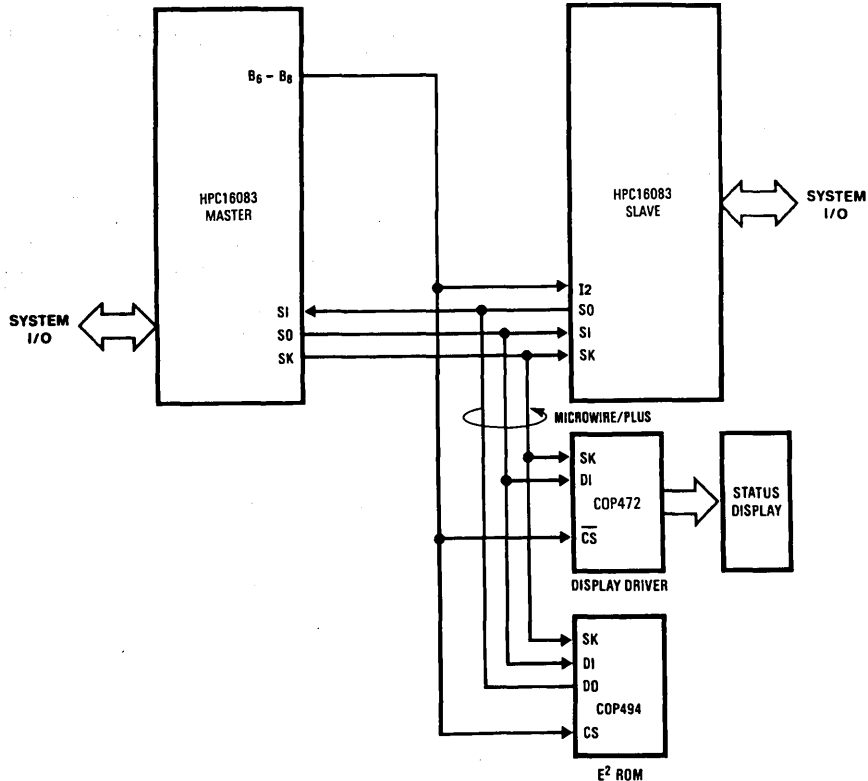 B6 – B8
HPC16083
MASTER
SYSTEM
I/O
SI
SO
SK
HPC16083
SLAVE
SYSTEM
I/O
I2
SO
SI
SK
MICROWIRE/PLUS
SK
DI
COP472
CS
DISPLAY DRIVER
STATUS
DISPLAY
SK
DI
DO
COP494
CS
E² ROM